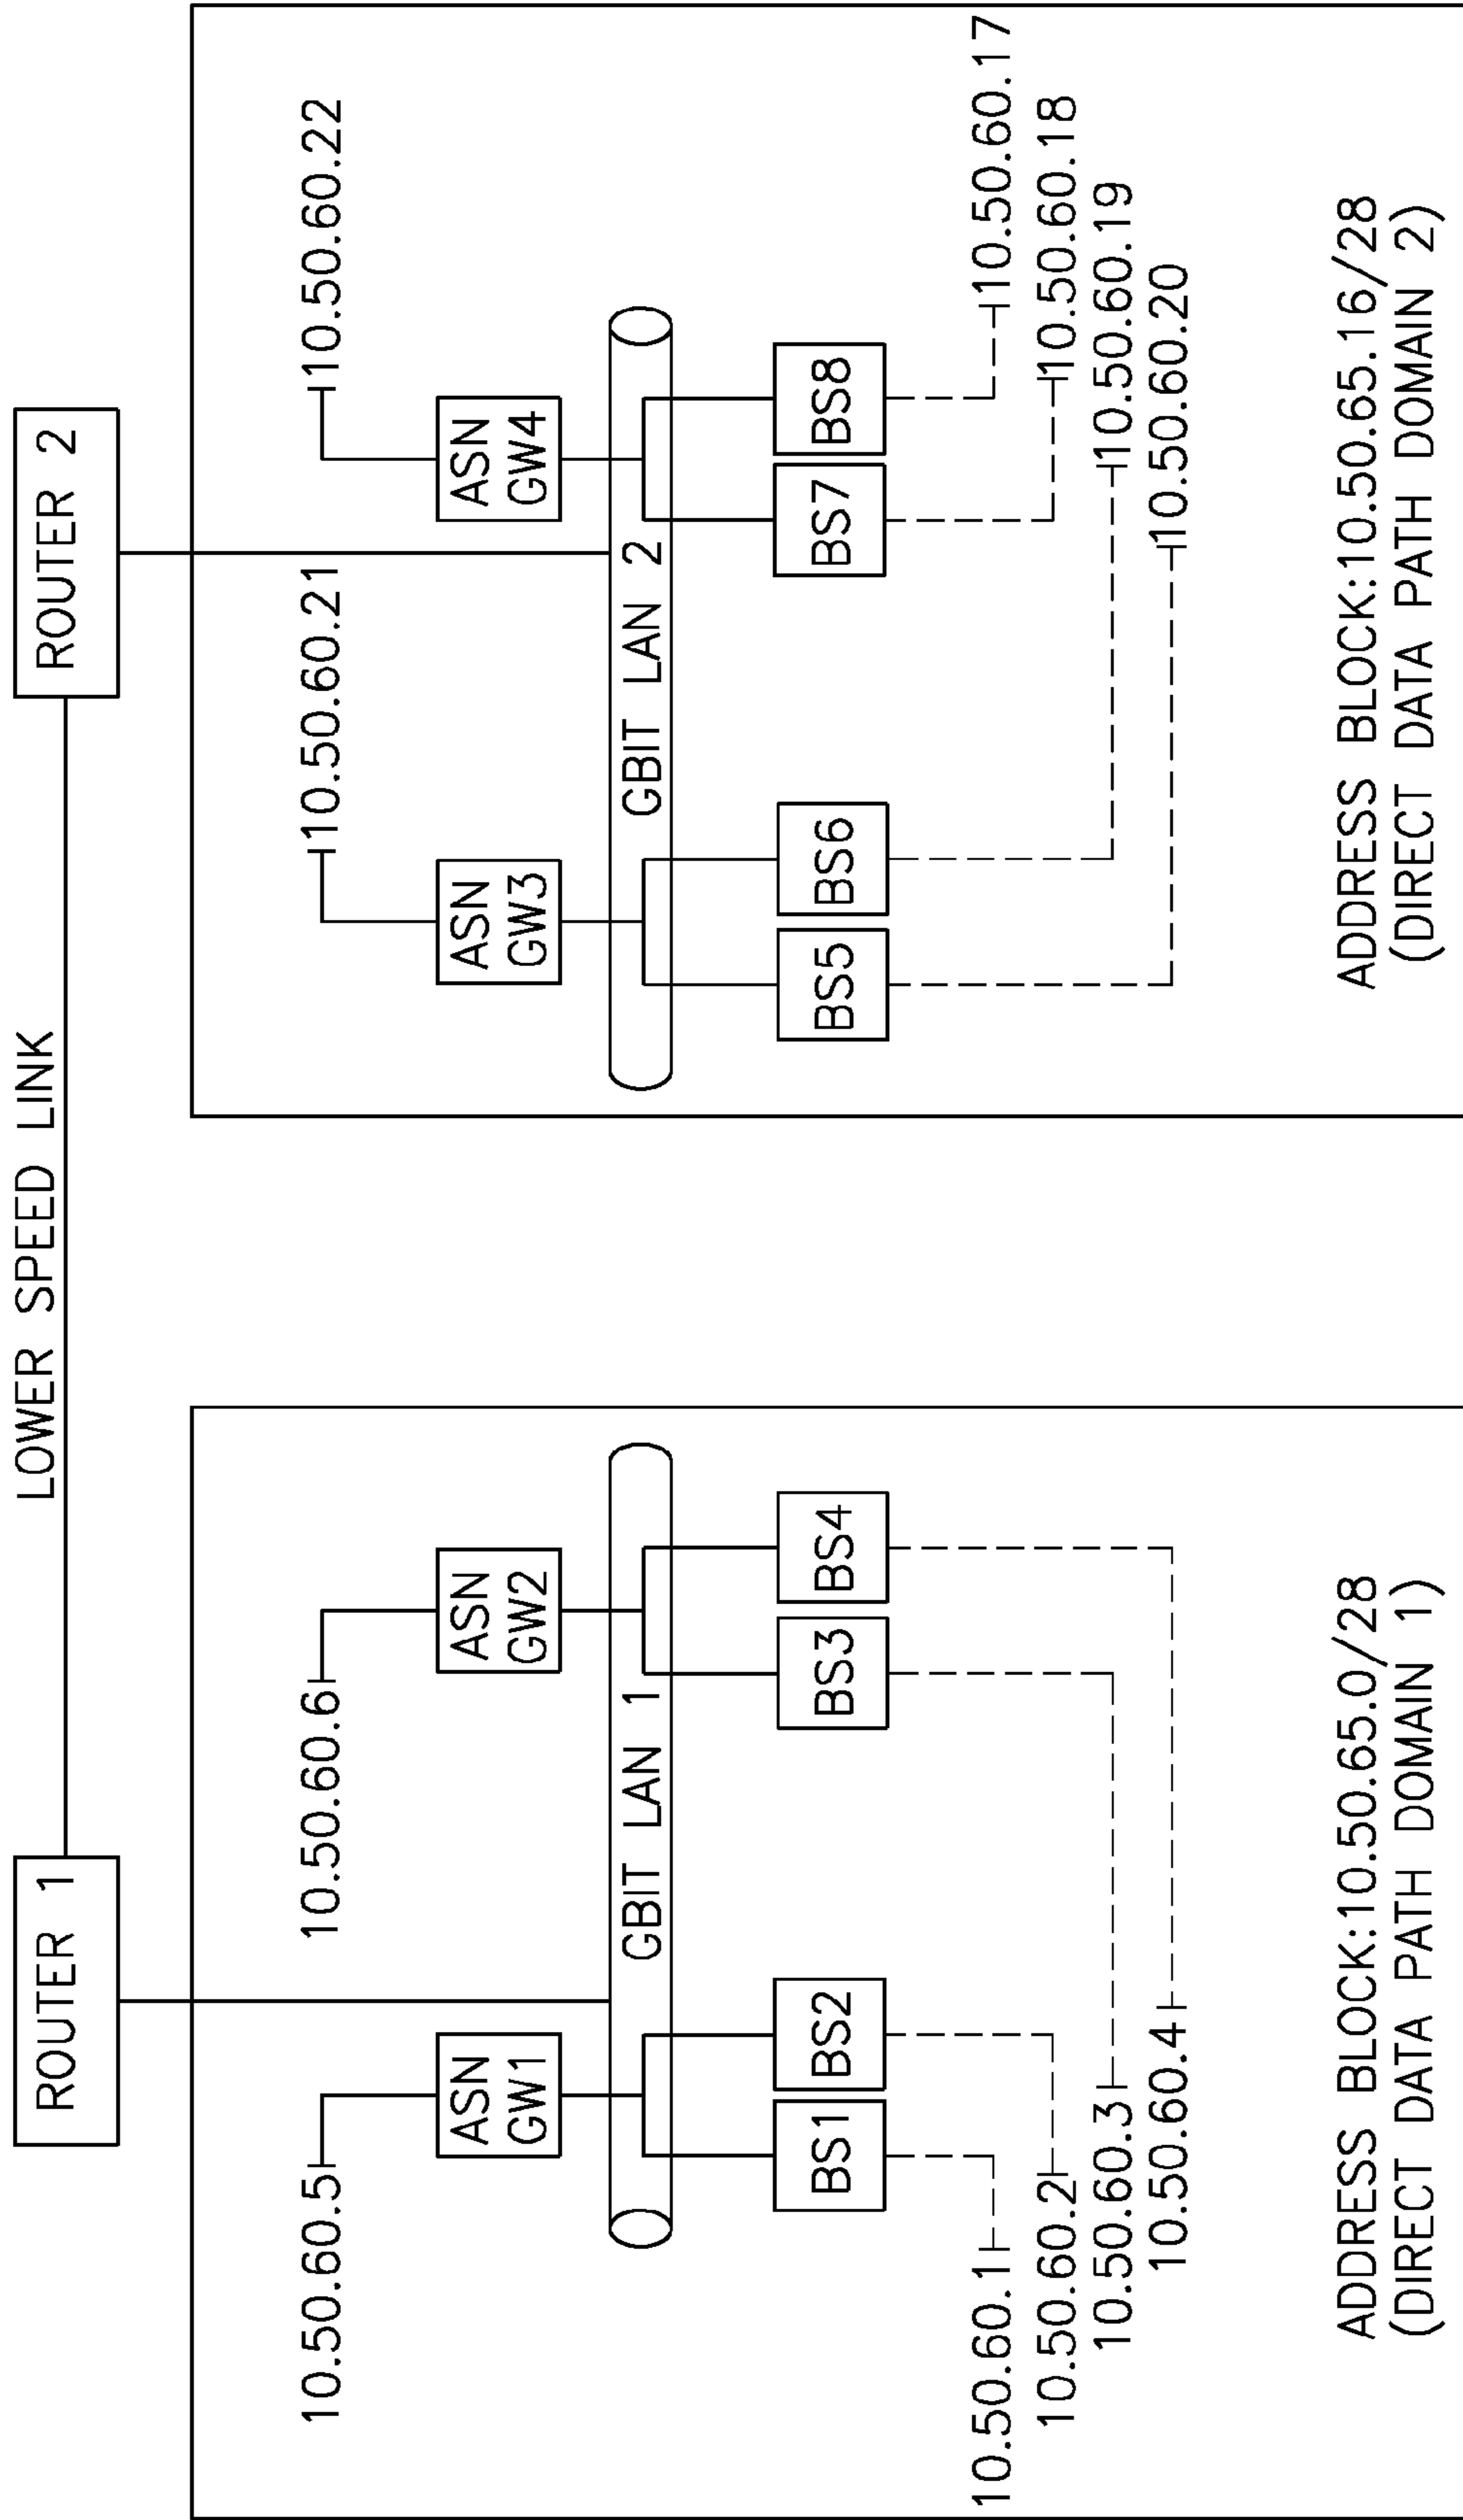 LOWER SPEED LINK
ROUTER 1
ROUTER 2
10.50.60.5
10.50.60.6
10.50.60.21
10.50.60.22
ASN
GW1
ASN
GW2
ASN
GW3
ASN
GW4
GBIT LAN 1
GBIT LAN 2
BS1
BS2
BS3
BS4
BS5
BS6
BS7
BS8
10.50.60.1
10.50.60.2
10.50.60.3
10.50.60.4
10.50.60.17
10.50.60.18
10.50.60.19
10.50.60.20
ADDRESS BLOCK:10.50.65.0/28
(DIRECT DATA PATH DOMAIN 1)
ADDRESS BLOCK:10.50.65.16/28
(DIRECT DATA PATH DOMAIN 2)